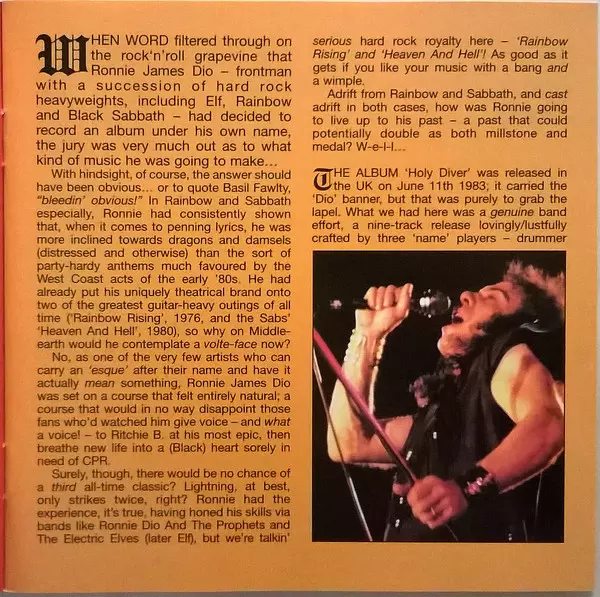 WHEN WORD filtered through on
the rock'n'roll grapevine that
Ronnie James Dio – frontman
with a succession of hard rock
heavyweights, including Elf, Rainbow
and Black Sabbath – had decided to
record an album under his own name,
the jury was very much out as to what
kind of music he was going to make...
With hindsight, of course, the answer should
have been obvious... or to quote Basil Fawlty,
"bleedin' obvious!" In Rainbow and Sabbath
especially, Ronnie had consistently shown
that, when it comes to penning lyrics, he was
more inclined towards dragons and damsels
(distressed and otherwise) than the sort of
party-hardy anthems much favoured by the
West Coast acts of the early '80s. He had
already put his uniquely theatrical brand onto
two of the greatest guitar-heavy outings of all
time ('Rainbow Rising', 1976, and the Sabs'
'Heaven And Hell', 1980), so why on Middle-
earth would he contemplate a volte-face now?
No, as one of the very few artists who can
carry an 'esque' after their name and have it
actually mean something, Ronnie James Dio
was set on a course that felt entirely natural; a
course that would in no way disappoint those
fans who'd watched him give voice – and what
a voice! – to Ritchie B. at his most epic, then
breathe new life into a (Black) heart sorely in
need of CPR.
Surely, though, there would be no chance of
a third all-time classic? Lightning, at best,
only strikes twice, right? Ronnie had the
experience, it's true, having honed his skills via
bands like Ronnie Dio And The Prophets and
The Electric Elves (later Elf), but we're talkin'
serious hard rock royalty here – 'Rainbow
Rising' and 'Heaven And Hell'! As good as it
gets if you like your music with a bang and
a wimple.
Adrift from Rainbow and Sabbath, and cast
adrift in both cases, how was Ronnie going
to live up to his past – a past that could
potentially double as both millstone and
medal? W-e-l-l...
THE ALBUM 'Holy Diver' was released in
the UK on June 11th 1983; it carried the
'Dio' banner, but that was purely to grab the
lapel. What we had here was a genuine band
effort, a nine-track release lovingly/lustfully
crafted by three 'name' players – drummer